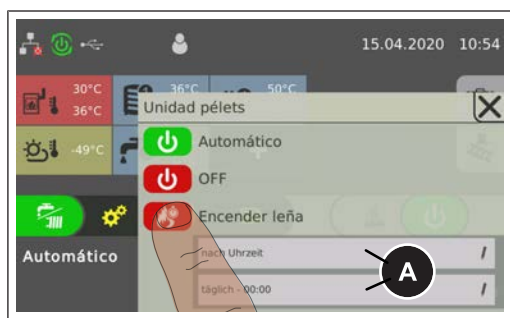 15.04.2020 10:54
30°C 36°C 50°C
36°C
Unidad pélets
-49°C
Automático
OFF
Encender leña
Automático
nach Uhrzeit
täglich - 00:00
A